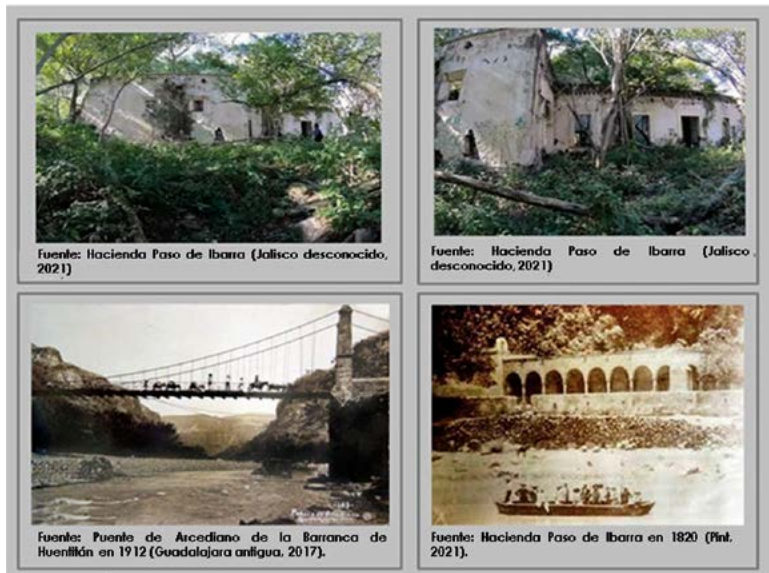 Fuente: Hacienda Paso de Ibarra (Jalisco desconocido,
2021)
Fuente: Hacienda Paso de Ibarra (Jalisco
desconocido, 2021)
Fuente: Puente de Arcediano de la Barranca de
Huentitán en 1912 (Guadalajara antigua, 2017).
Fuente: Hacienda Paso de Ibarra en 1820 (Pint,
2021).